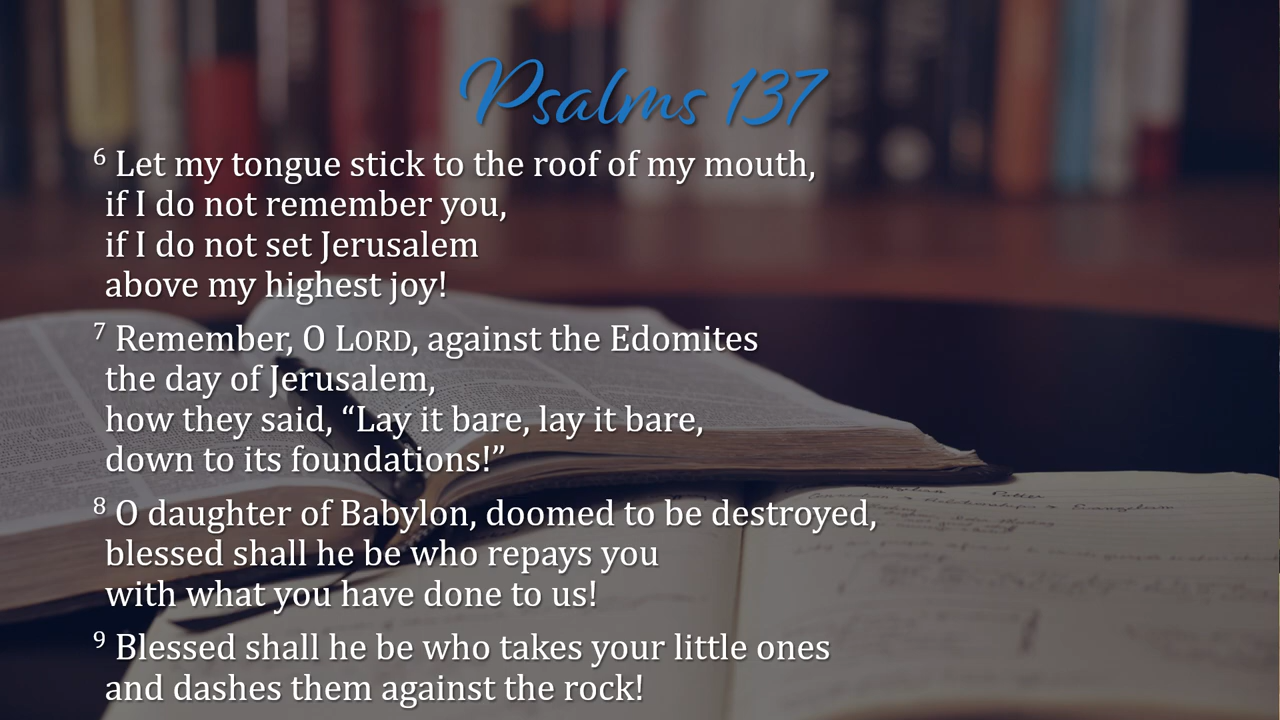 Psalms 137
6 Let my tongue stick to the roof of my mouth,
if I do not remember you,
if I do not set Jerusalem
above my highest joy!
7 Remember, O LORD, against the Edomites
the day of Jerusalem,
how they said, “Lay it bare, lay it bare,
down to its foundations!”
8 O daughter of Babylon, doomed to be destroyed,
blessed shall he be who repays you
with what you have done to us!
9 Blessed shall he be who takes your little ones
and dashes them against the rock!